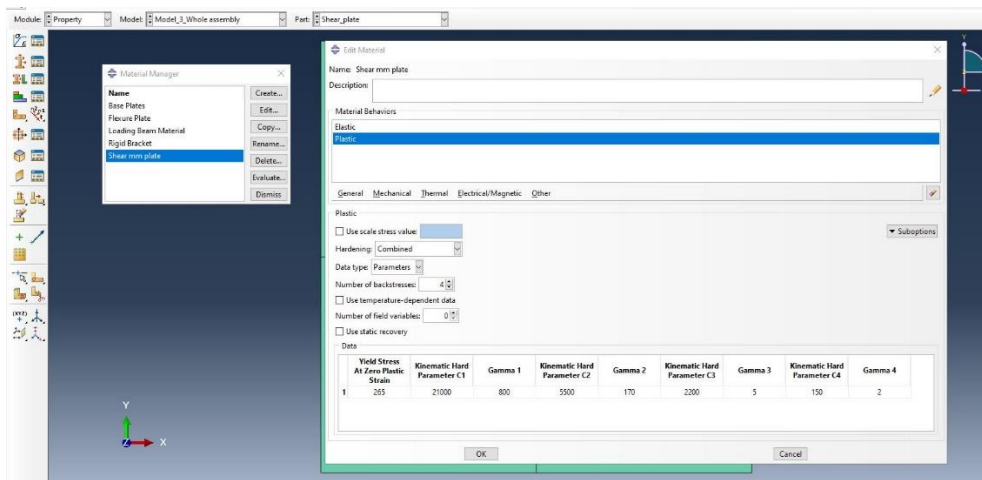 Module: Property Model: Model_3_Whole assembly Part: Shear_plate
Material Manager
Name
Base Plates
Flexure Plate
Loading Beam Material
Rigid Bracket
Shear mm plate
Create...
Edit...
Copy...
Rename...
Delete...
Evaluate...
Dismiss
Edit Material
Name: Shear mm plate
Description:
Material Behaviors
Elastic
Plastic
General Mechanical Thermal Electrical/Magnetic Other
Plastic
Use scale stress value:
Suboptions
Hardening: Combined
Data type: Parameters
Number of backstresses: 4
Use temperature-dependent data
Number of field variables: 0
Use static recovery
Data
Yield Stress At Zero Plastic Strain Kinematic Hard Parameter C1 Gamma 1 Kinematic Hard Parameter C2 Gamma 2 Kinematic Hard Parameter C3 Gamma 3 Kinematic Hard Parameter C4 Gamma 4
1 265 21000 800 5500 170 2200 5 150 2
OK Cancel
Y
Z X
Y